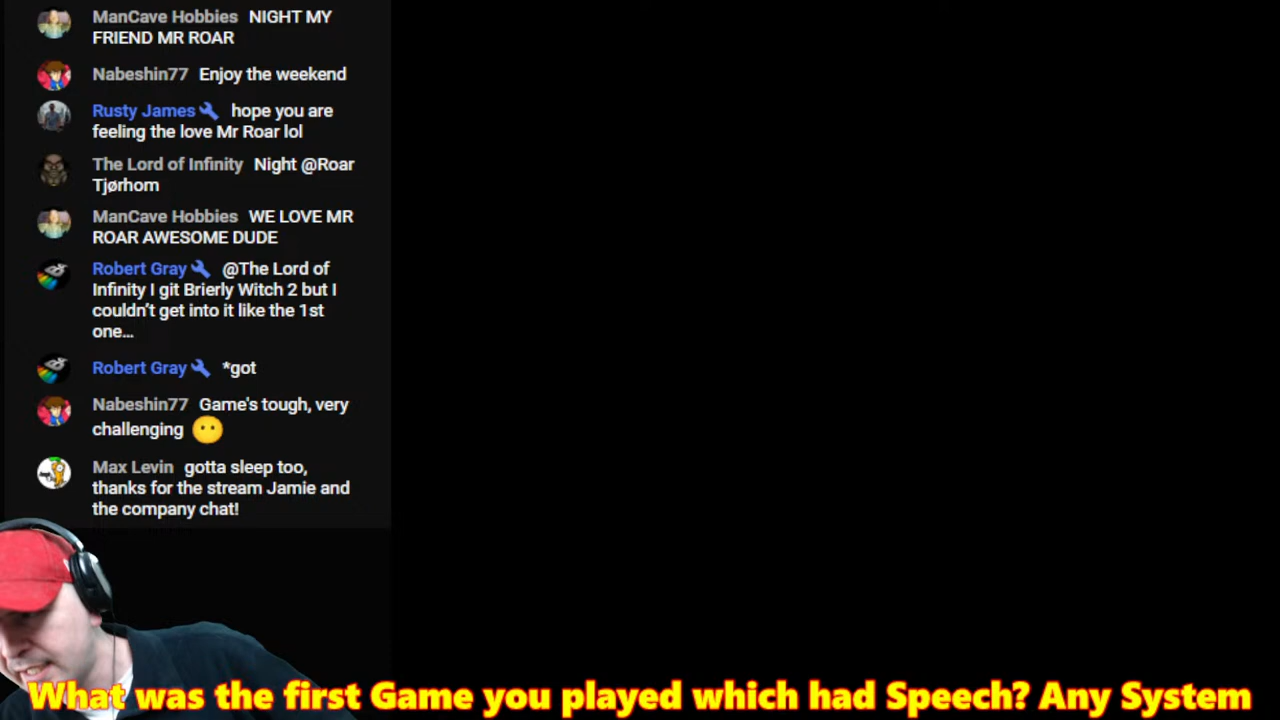 ManCave Hobbies NIGHT MY
FRIEND MR ROAR
Nabeshin77 Enjoy the weekend
Rusty James hope you are
feeling the love Mr Roar lol
The Lord of Infinity Night @Roar
Tjørhom
ManCave Hobbies WE LOVE MR
ROAR AWESOME DUDE
Robert Gray @The Lord of
Infinity I git Brierly Witch 2 but I
couldn't get into it like the 1st
one...
Robert Gray *got
Nabeshin77 Game's tough, very
challenging 😶
Max Levin gotta sleep too,
thanks for the stream Jamie and
the company chat!
What was the first Game you played which had Speech? Any System